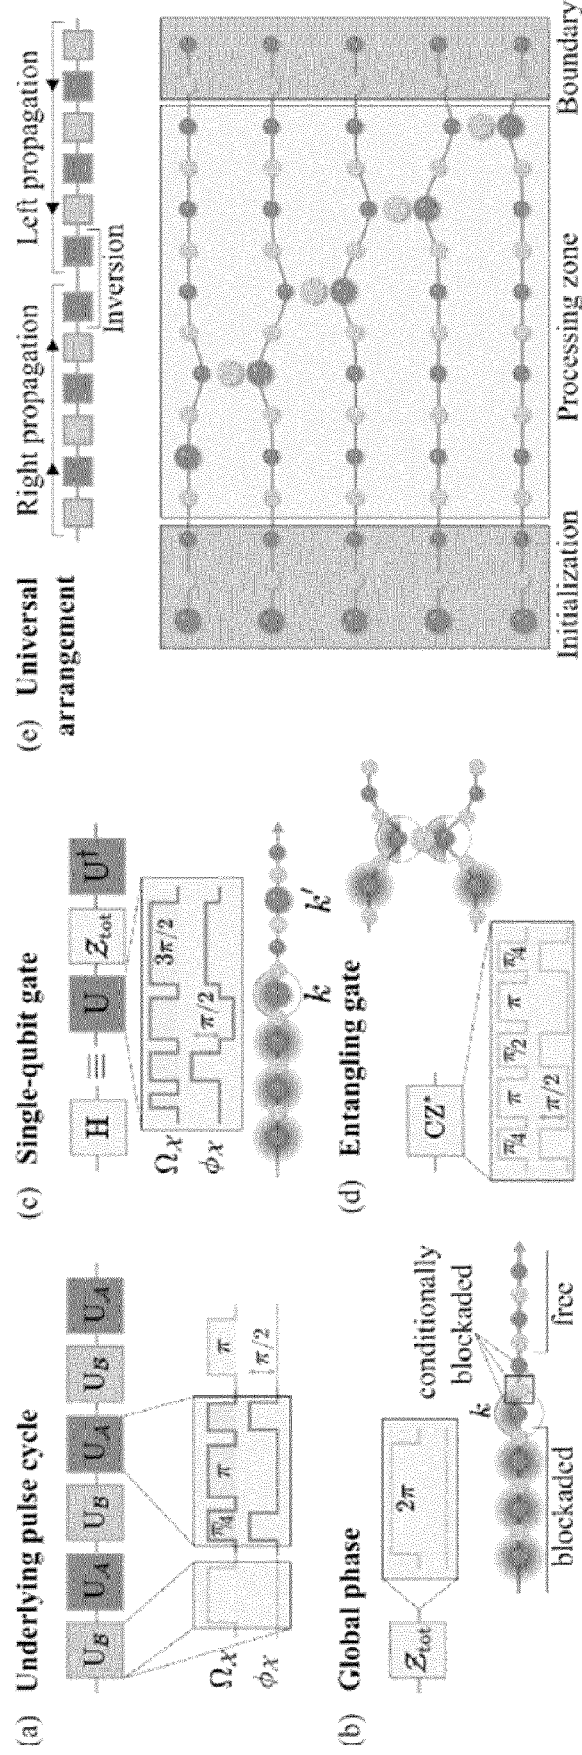 (a) Underlying pulse cycle
U_B U_A U_B U_A U_B U_A
Ω_χ
ϕ_χ
π/4 π π
π/2
(b) Global phase
Z_tot
2π
k
conditionally
blockaded
blockaded
free
(c) Single-qubit gate
H = U Z_tot U†
Ω_χ
ϕ_χ
3π/2
π/2
k k′
(d) Entangling gate
CZ*
π/4 π π/2 π π/4
π/2
(e) Universal
arrangement
Right propagation Left propagation
Inversion
Initialization Processing zone Boundary